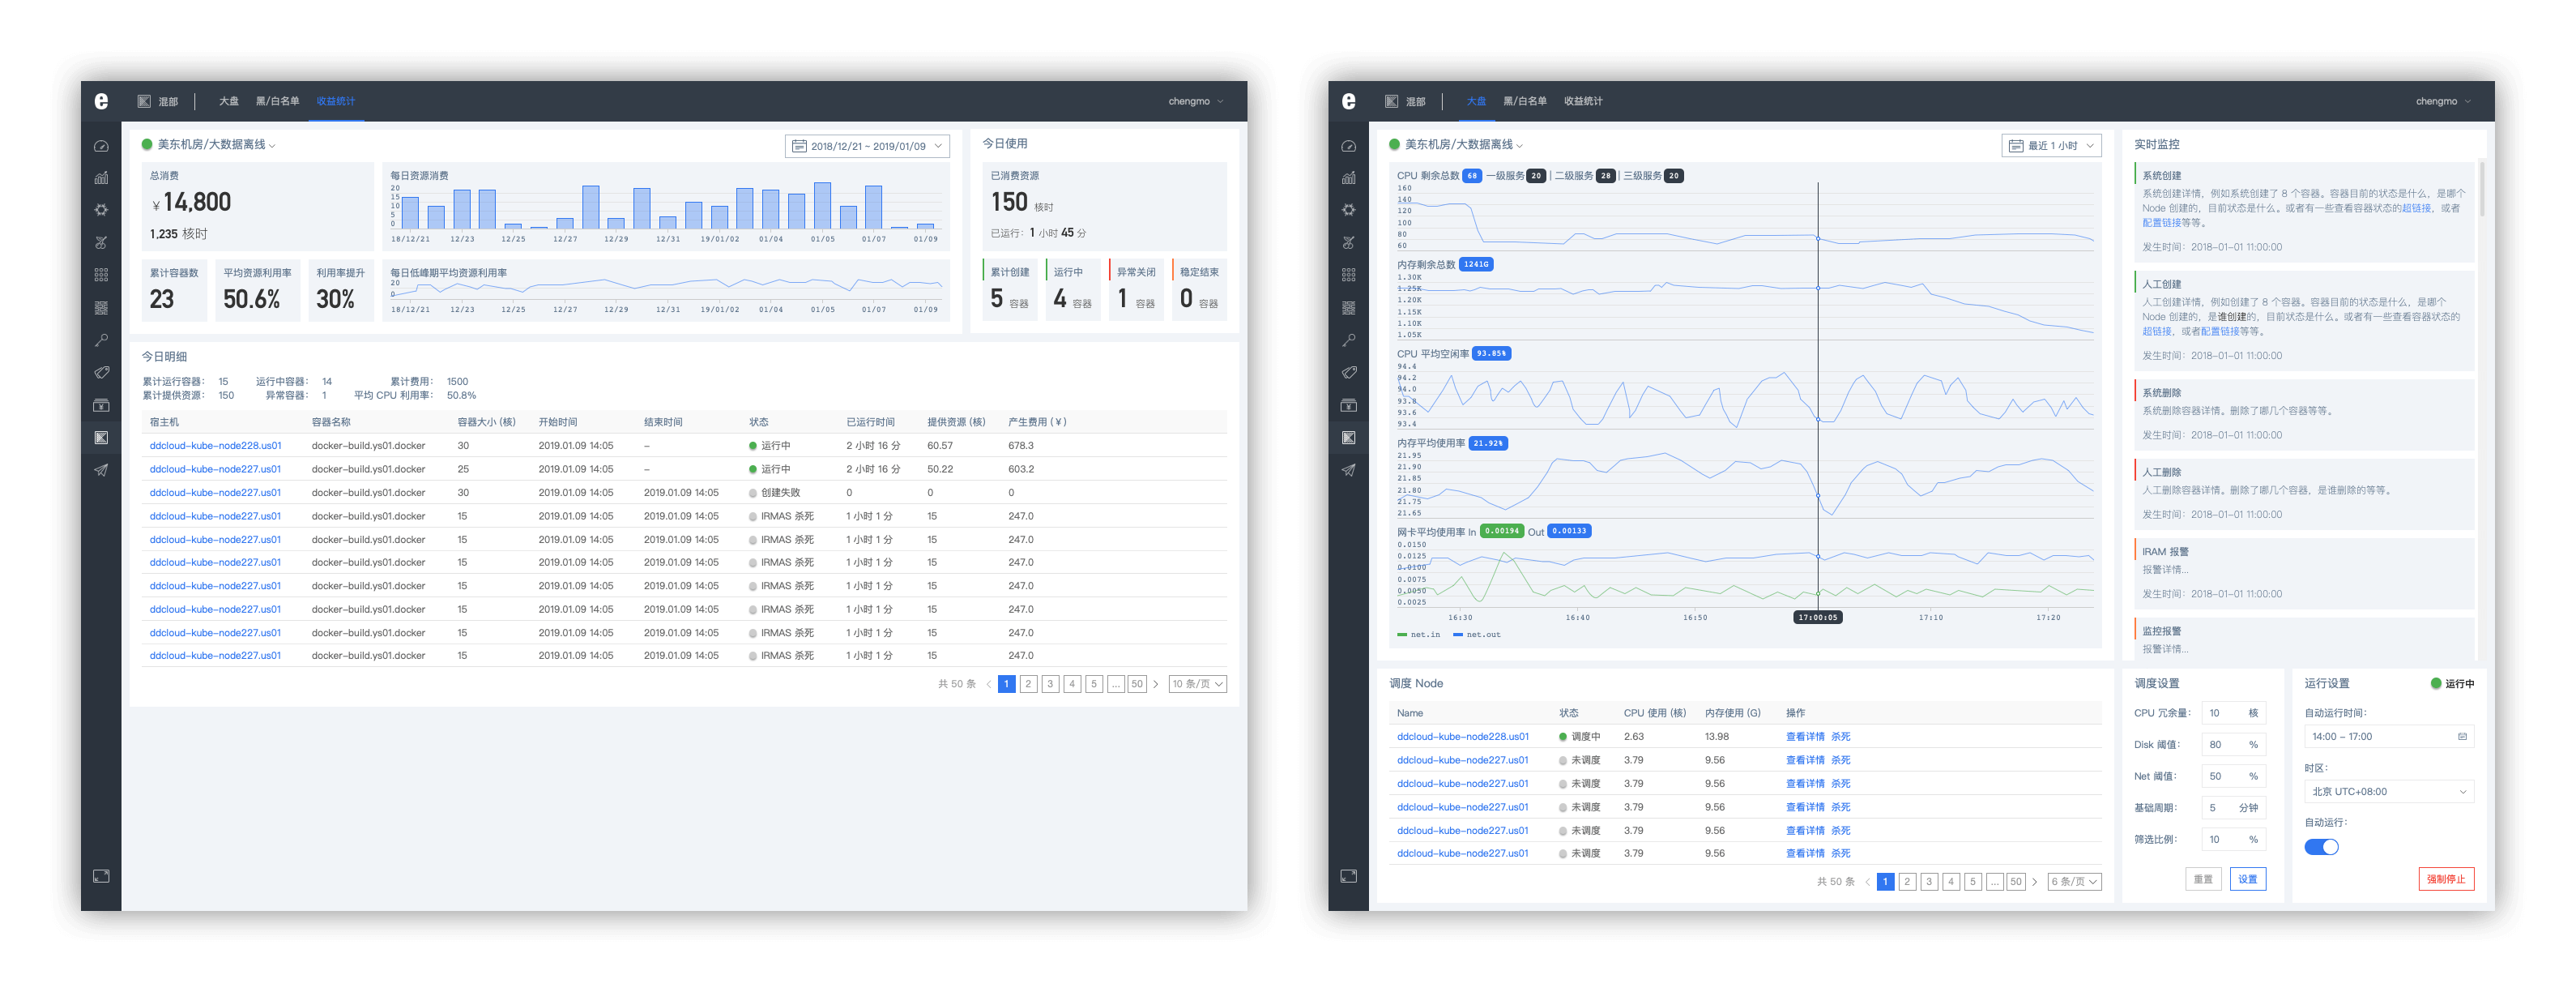 e 混部 大盘 黑/白名单 收益统计 chengmo
美东机房/大数据离线 2018/12/21 ~ 2019/01/09
总消费
¥ 14,800
1,235 核时
每日资源消费
20
15
10
5
0
18/12/21 12/23 12/25 12/27 12/29 12/31 19/01/02 01/04 01/05 01/07 01/09
累计容器数
23
平均资源利用率
50.6%
利用率提升
30%
每日低峰期平均资源利用率
20
0
18/12/21 12/23 12/25 12/27 12/29 12/31 19/01/02 01/04 01/05 01/07 01/09
今日使用
已消费资源
150 核时
已运行：1 小时 45 分
累计创建
5 容器
运行中
4 容器
异常关闭
1 容器
稳定结束
0 容器
今日明细
累计运行容器： 15 运行中容器： 14 累计费用： 1500
累计提供资源： 150 异常容器： 1 平均 CPU 利用率： 50.8%
宿主机 容器名称 容器大小 (核) 开始时间 结束时间 状态 已运行时间 提供资源 (核) 产生费用 (¥)
ddcloud-kube-node228.us01 docker-build.ys01.docker 30 2019.01.09 14:05 – 运行中 2 小时 16 分 60.57 678.3
ddcloud-kube-node227.us01 docker-build.ys01.docker 25 2019.01.09 14:05 – 运行中 2 小时 16 分 50.22 603.2
ddcloud-kube-node227.us01 docker-build.ys01.docker 30 2019.01.09 14:05 2019.01.09 14:05 创建失败 0 0 0
ddcloud-kube-node227.us01 docker-build.ys01.docker 15 2019.01.09 14:05 2019.01.09 14:05 IRMAS 杀死 1 小时 1 分 15 247.0
ddcloud-kube-node227.us01 docker-build.ys01.docker 15 2019.01.09 14:05 2019.01.09 14:05 IRMAS 杀死 1 小时 1 分 15 247.0
ddcloud-kube-node227.us01 docker-build.ys01.docker 15 2019.01.09 14:05 2019.01.09 14:05 IRMAS 杀死 1 小时 1 分 15 247.0
ddcloud-kube-node227.us01 docker-build.ys01.docker 15 2019.01.09 14:05 2019.01.09 14:05 IRMAS 杀死 1 小时 1 分 15 247.0
ddcloud-kube-node227.us01 docker-build.ys01.docker 15 2019.01.09 14:05 2019.01.09 14:05 IRMAS 杀死 1 小时 1 分 15 247.0
ddcloud-kube-node227.us01 docker-build.ys01.docker 15 2019.01.09 14:05 2019.01.09 14:05 IRMAS 杀死 1 小时 1 分 15 247.0
ddcloud-kube-node227.us01 docker-build.ys01.docker 15 2019.01.09 14:05 2019.01.09 14:05 IRMAS 杀死 1 小时 1 分 15 247.0
共 50 条 1 2 3 4 5 ... 50 10 条/页
e 混部 大盘 黑/白名单 收益统计 chengmo
美东机房/大数据离线 最近 1 小时
CPU 剩余总数 68 一级服务 20 | 二级服务 28 | 三级服务 20
160
140
120
100
80
60
内存剩余总数 1241G
1.30K
1.25K
1.20K
1.15K
1.10K
1.05K
CPU 平均空闲率 93.85%
94.4
94.2
94.0
93.8
93.6
93.4
内存平均使用率 21.92%
21.95
21.90
21.85
21.80
21.75
21.65
网卡平均使用率 In 0.00194 Out 0.00133
0.0150
0.0125
0.0100
0.0075
0.0050
0.0025
16:30 16:40 16:50 17:00:05 17:10 17:20
net.in net.out
实时监控
系统创建
系统创建详情，例如系统创建了 8 个容器。容器目前的状态是什么，是哪个
Node 创建的，目前状态是什么。或者有一些查看容器状态的超链接，或者
配置链接等等。
发生时间：2018-01-01 11:00:00
人工创建
人工创建详情，例如创建了 8 个容器。容器目前的状态是什么，是哪个
Node 创建的，是谁创建的，目前状态是什么。或者有一些查看容器状态的
超链接，或者配置链接等等。
发生时间：2018-01-01 11:00:00
系统删除
系统删除容器详情。删除了哪几个容器等等。
发生时间：2018-01-01 11:00:00
人工删除
人工删除容器详情。删除了哪几个容器，是谁删除的等等。
发生时间：2018-01-01 11:00:00
IRAM 报警
报警详情...
发生时间：2018-01-01 11:00:00
监控报警
报警详情...
调度 Node
Name 状态 CPU 使用 (核) 内存使用 (G) 操作
ddcloud-kube-node228.us01 调度中 2.63 13.98 查看详情 杀死
ddcloud-kube-node227.us01 未调度 3.79 9.56 查看详情 杀死
ddcloud-kube-node227.us01 未调度 3.79 9.56 查看详情 杀死
ddcloud-kube-node227.us01 未调度 3.79 9.56 查看详情 杀死
ddcloud-kube-node227.us01 未调度 3.79 9.56 查看详情 杀死
ddcloud-kube-node227.us01 未调度 3.79 9.56 查看详情 杀死
共 50 条 1 2 3 4 5 ... 50 6 条/页
调度设置
CPU 冗余量： 10 核
Disk 阈值： 80 %
Net 阈值： 50 %
基础周期： 5 分钟
筛选比例： 10 %
重置 设置
运行设置 运行中
自动运行时间：
14:00 ~ 17:00
时区：
北京 UTC+08:00
自动运行：
强制停止